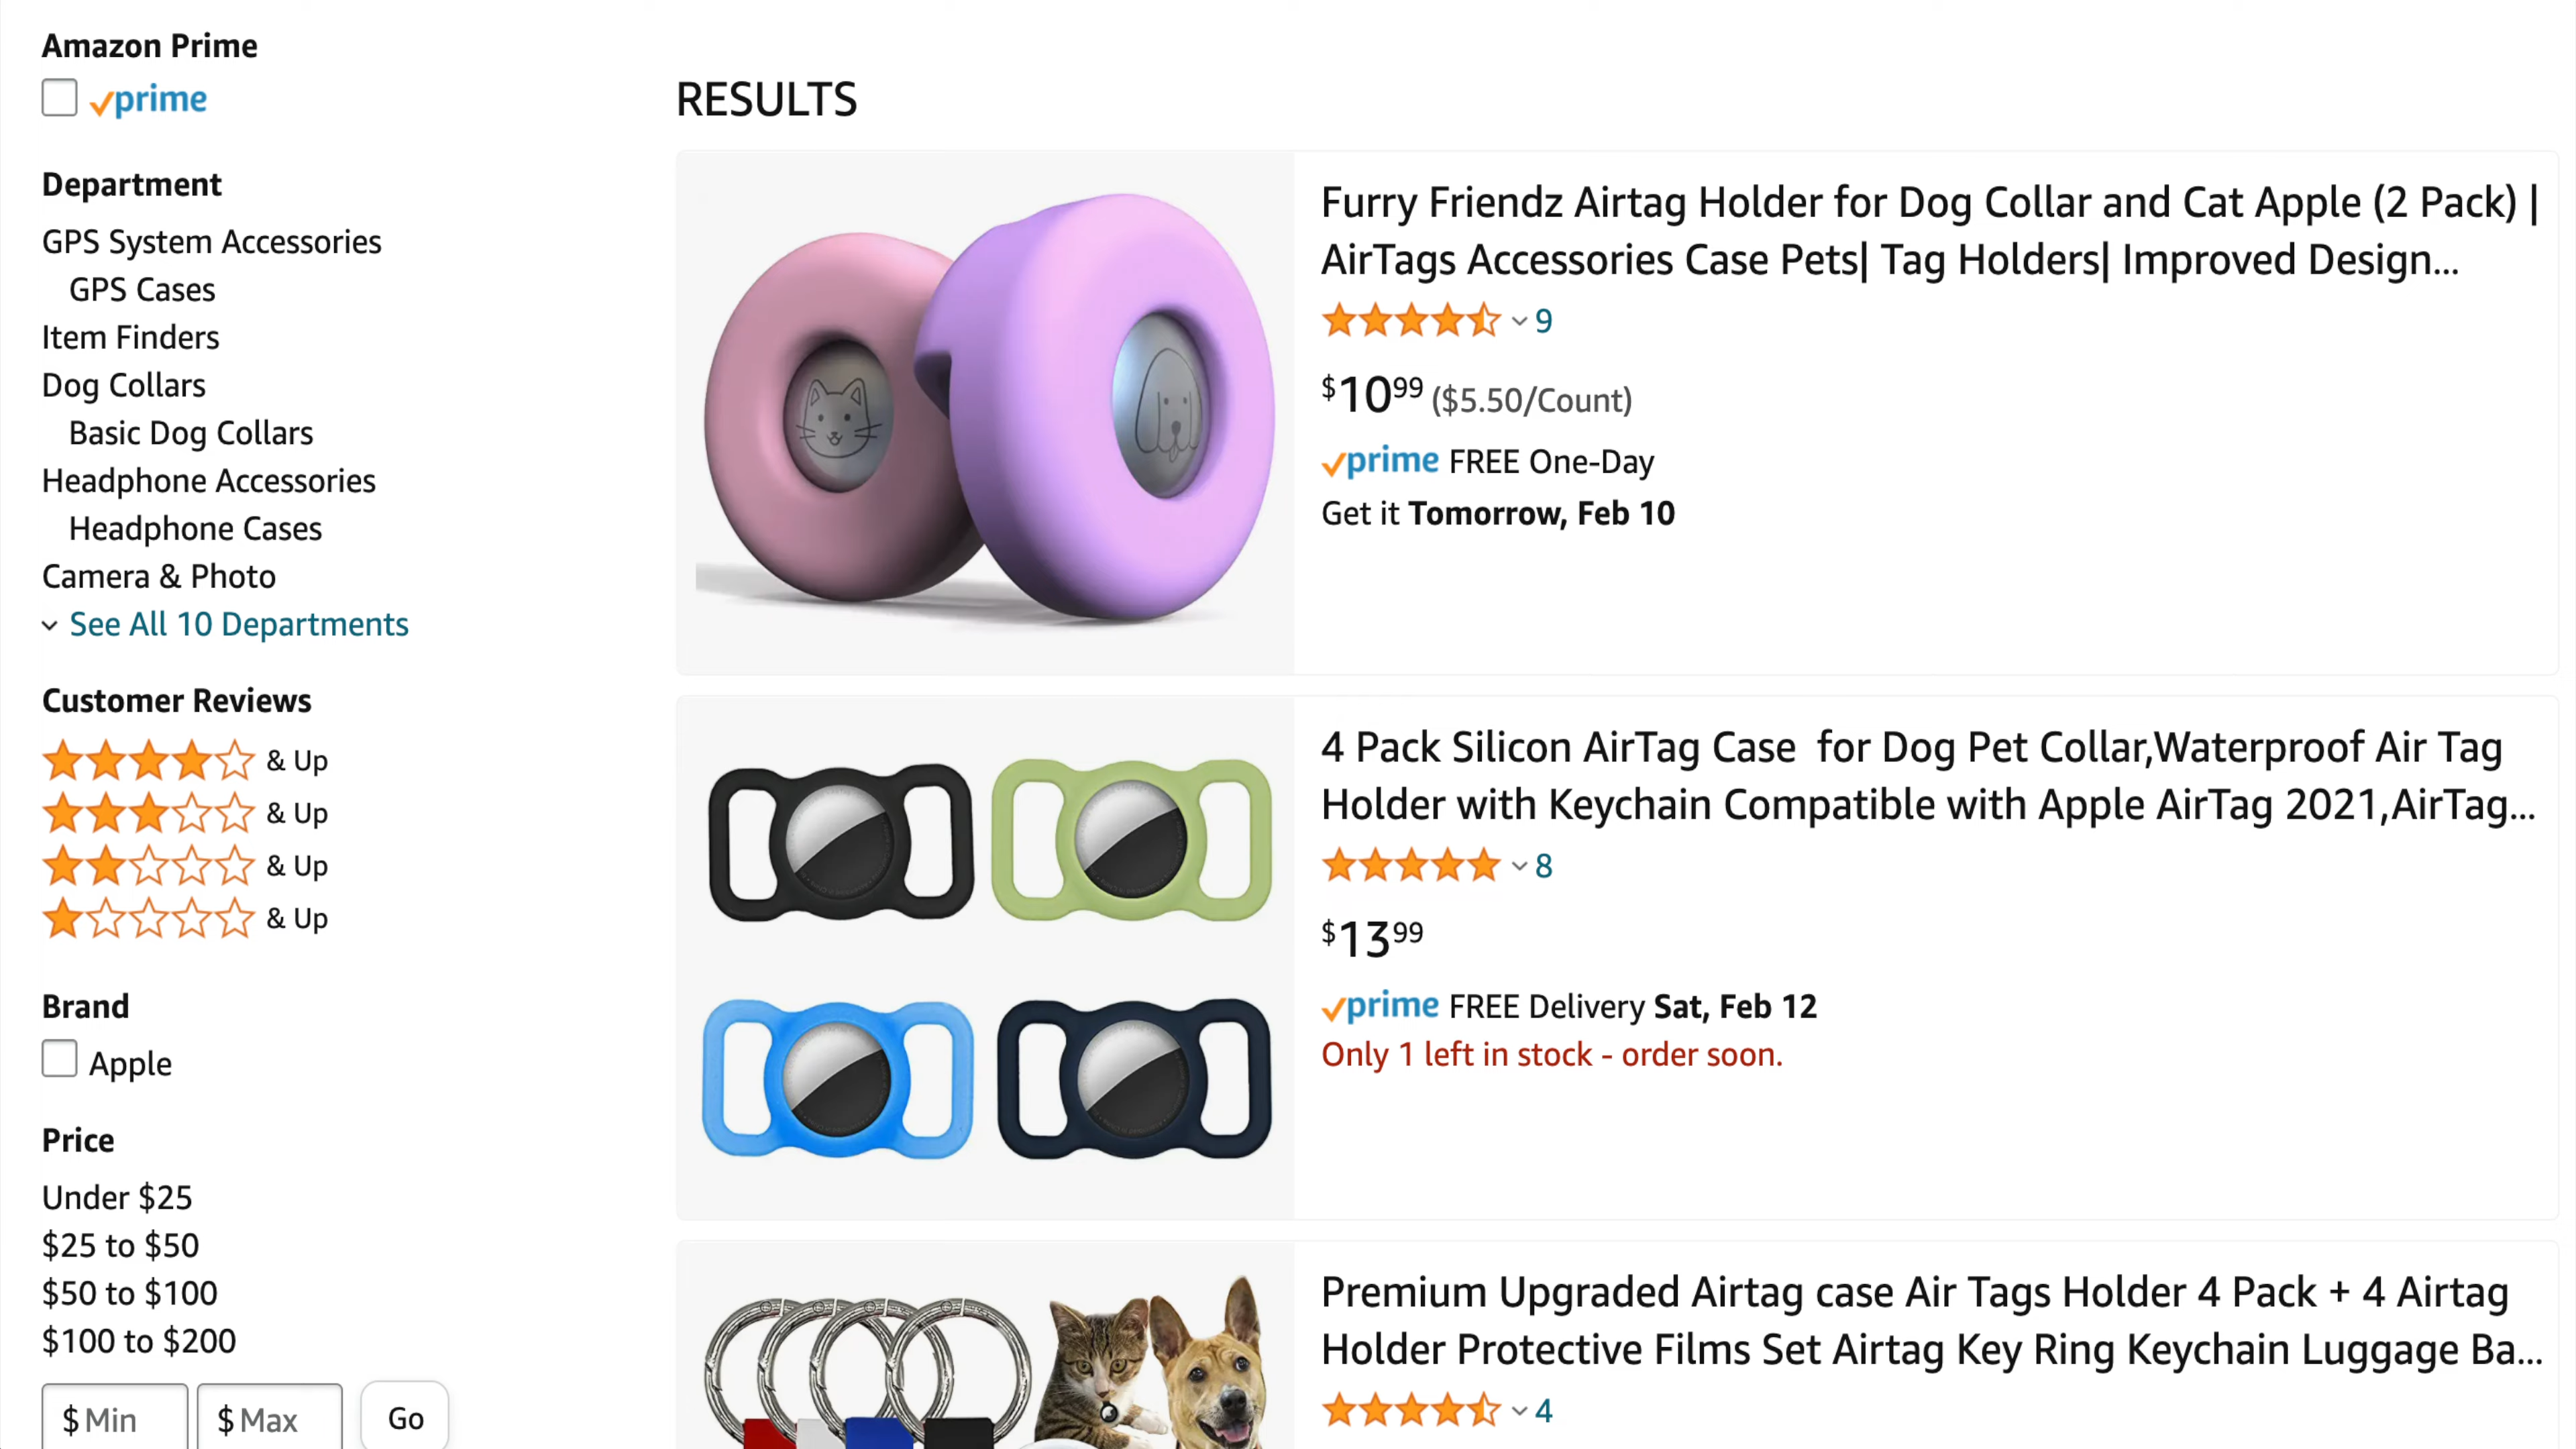 Amazon Prime
prime
Department
GPS System Accessories
GPS Cases
Item Finders
Dog Collars
Basic Dog Collars
Headphone Accessories
Headphone Cases
Camera & Photo
See All 10 Departments
Customer Reviews
& Up
& Up
& Up
& Up
Brand
Apple
Price
Under $25
$25 to $50
$50 to $100
$100 to $200
$ Min $ Max Go
RESULTS
Furry Friendz Airtag Holder for Dog Collar and Cat Apple (2 Pack) |
AirTags Accessories Case Pets| Tag Holders| Improved Design...
9
$1099 ($5.50/Count)
prime FREE One-Day
Get it Tomorrow, Feb 10
4 Pack Silicon AirTag Case for Dog Pet Collar,Waterproof Air Tag
Holder with Keychain Compatible with Apple AirTag 2021,AirTag...
8
$1399
prime FREE Delivery Sat, Feb 12
Only 1 left in stock - order soon.
Premium Upgraded Airtag case Air Tags Holder 4 Pack + 4 Airtag
Holder Protective Films Set Airtag Key Ring Keychain Luggage Ba...
4